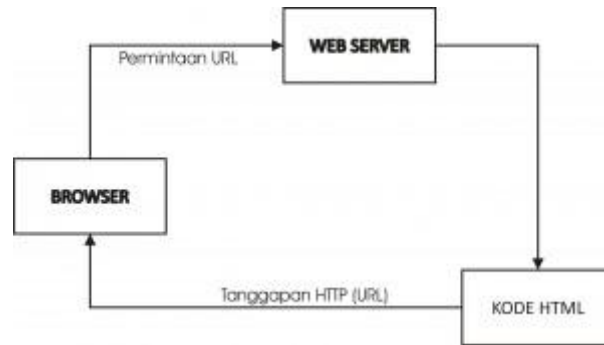 WEB SERVER
Permintaan URL
BROWSER
Tanggapan HTTP (URL)
KODE HTML